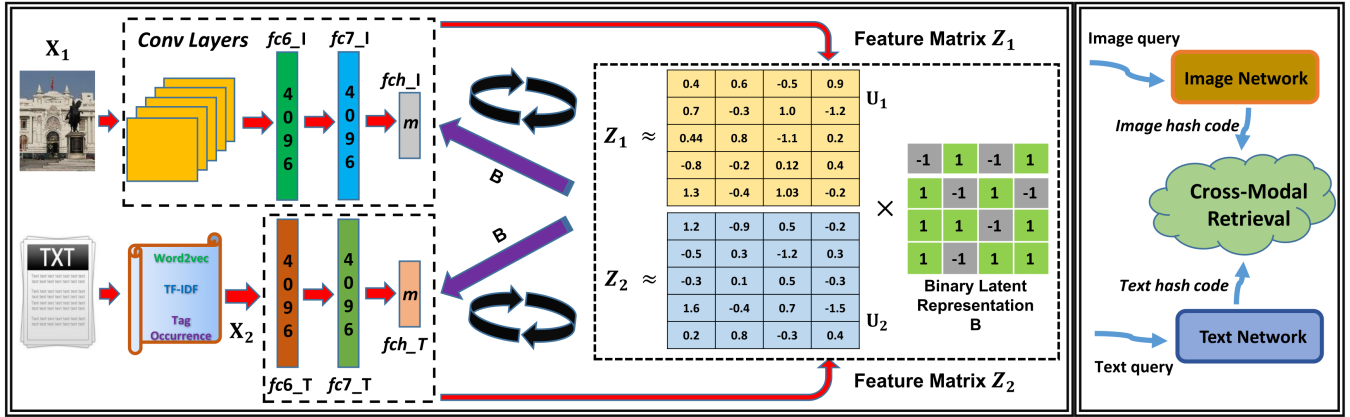 X₁
Conv Layers
fc6_I
fc7_I
fch_I
4096
4096
m
B
Feature Matrix Z₁
Z₁ ≈
0.4 0.6 -0.5 0.9
0.7 -0.3 1.0 -1.2
0.44 0.8 -1.1 0.2
-0.8 -0.2 0.12 0.4
1.3 -0.4 1.03 -0.2
U₁
×
-1 1 -1 1
1 -1 1 -1
1 1 -1 1
1 -1 1 1
Binary Latent
Representation
B
TXT
Word2vec
TF-IDF
Tag
Occurrence
X₂
4096
4096
m
fc6_T
fc7_T
fch_T
B
Z₂ ≈
1.2 -0.9 0.5 -0.2
-0.5 0.3 -1.2 0.3
-0.3 0.1 0.5 -0.3
1.6 -0.4 0.7 -1.5
0.2 0.8 -0.3 0.4
U₂
Feature Matrix Z₂
Image query
Image Network
Image hash code
Cross-Modal
Retrieval
Text hash code
Text Network
Text query